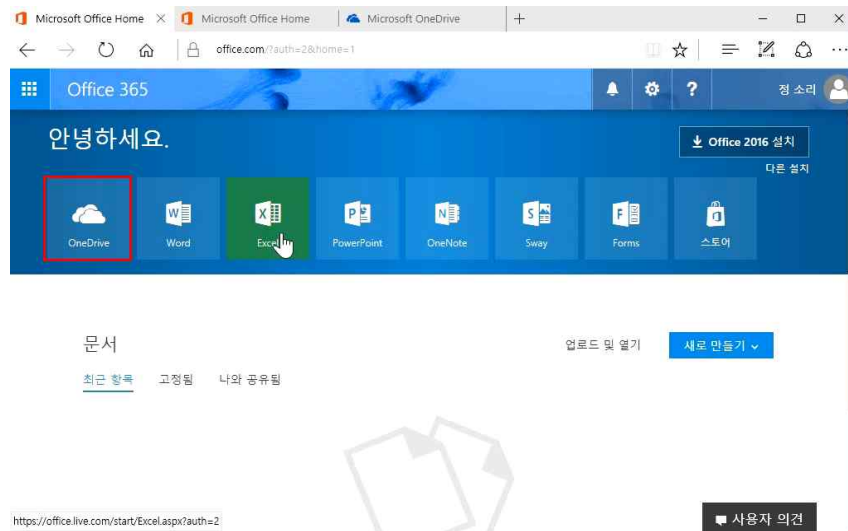 Microsoft Office Home
Microsoft Office Home
Microsoft OneDrive
office.com/?auth=2&home=1
Office 365
정 소리
안녕하세요.
Office 2016 설치
다른 설치
OneDrive
Word
Excel
PowerPoint
OneNote
Sway
Forms
스토어
문서
업로드 및 열기
새로 만들기
최근 항목
고정됨
나와 공유됨
https://office.live.com/start/Excel.aspx?auth=2
사용자 의견